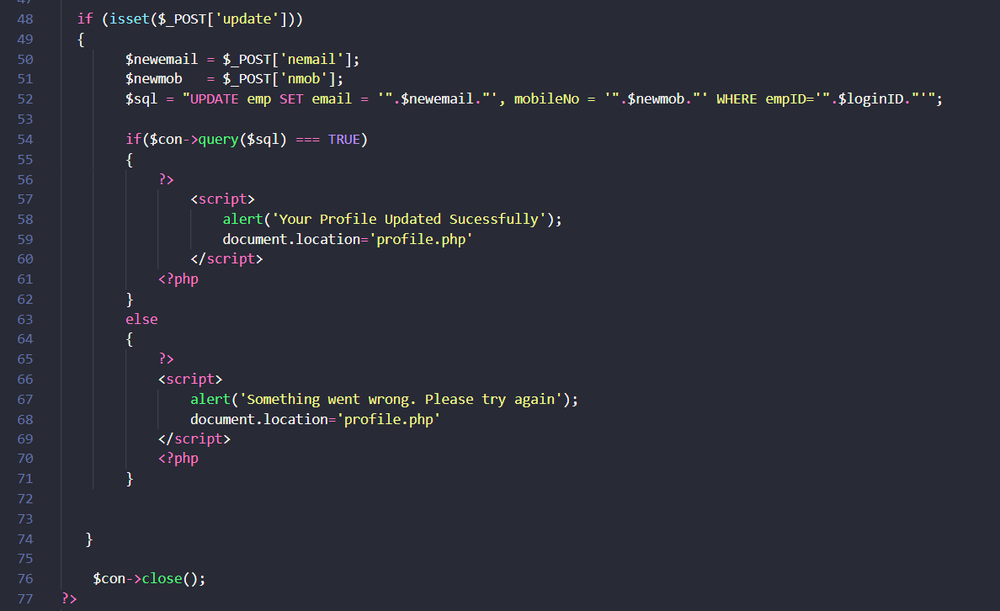 48 if (isset($_POST['update']))
49 {
50 $newemail = $_POST['nemail'];
51 $newmob   = $_POST['nmob'];
52 $sql = "UPDATE emp SET email = '".$newemail."', mobileNo = '".$newmob."' WHERE empID='".$loginID."'";
53
54 if($con->query($sql) === TRUE)
55 {
56 ?>
57 <script>
58 alert('Your Profile Updated Sucessfully');
59 document.location='profile.php'
60 </script>
61 <?php
62 }
63 else
64 {
65 ?>
66 <script>
67 alert('Something went wrong. Please try again');
68 document.location='profile.php'
69 </script>
70 <?php
71 }
72
73
74 }
75
76 $con->close();
77 ?>